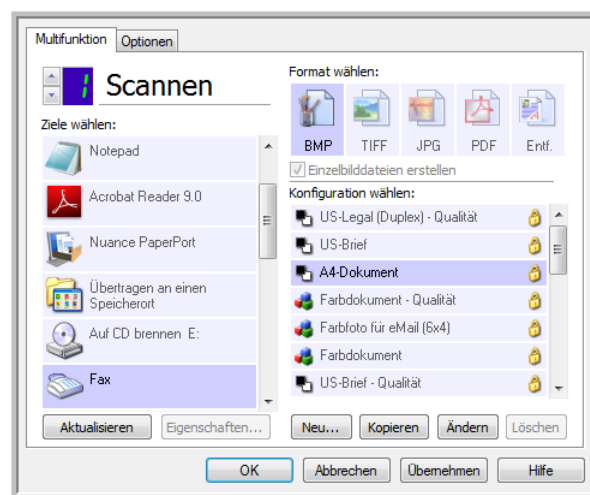 Multifunktion
Optionen
1
Scannen
Ziele wählen:
Notepad
Acrobat Reader 9.0
Nuance PaperPort
Übertragen an einen
Speicherort
Auf CD brennen E:
Fax
Aktualisieren
Eigenschaften...
Format wählen:
BMP
TIFF
JPG
PDF
Entf.
Einzelbilddateien erstellen
Konfiguration wählen:
US-Legal (Duplex) - Qualität
US-Brief
A4-Dokument
Farbdokument - Qualität
Farbfoto für eMail (6x4)
Farbdokument
US-Brief - Qualität
Neu...
Kopieren
Ändern
Löschen
OK
Abbrechen
Übernehmen
Hilfe